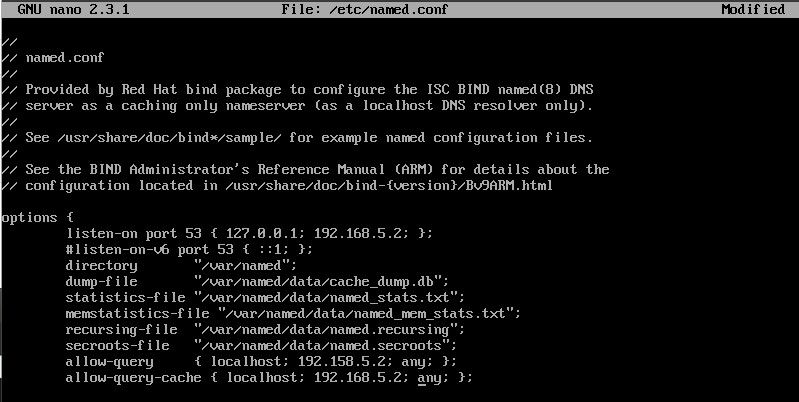 GNU nano 2.3.1 File: /etc/named.conf Modified
//
// named.conf
//
// Provided by Red Hat bind package to configure the ISC BIND named(8) DNS
// server as a caching only nameserver (as a localhost DNS resolver only).
//
// See /usr/share/doc/bind*/sample/ for example named configuration files.
//
// See the BIND Administrator's Reference Manual (ARM) for details about the
// configuration located in /usr/share/doc/bind-{version}/Bv9ARM.html
options {
listen-on port 53 { 127.0.0.1; 192.168.5.2; };
#listen-on-v6 port 53 { ::1; };
directory "/var/named";
dump-file "/var/named/data/cache_dump.db";
statistics-file "/var/named/data/named_stats.txt";
memstatistics-file "/var/named/data/named_mem_stats.txt";
recursing-file "/var/named/data/named.recursing";
secroots-file "/var/named/data/named.secroots";
allow-query { localhost; 192.158.5.2; any; };
allow-query-cache { localhost; 192.168.5.2; any; };